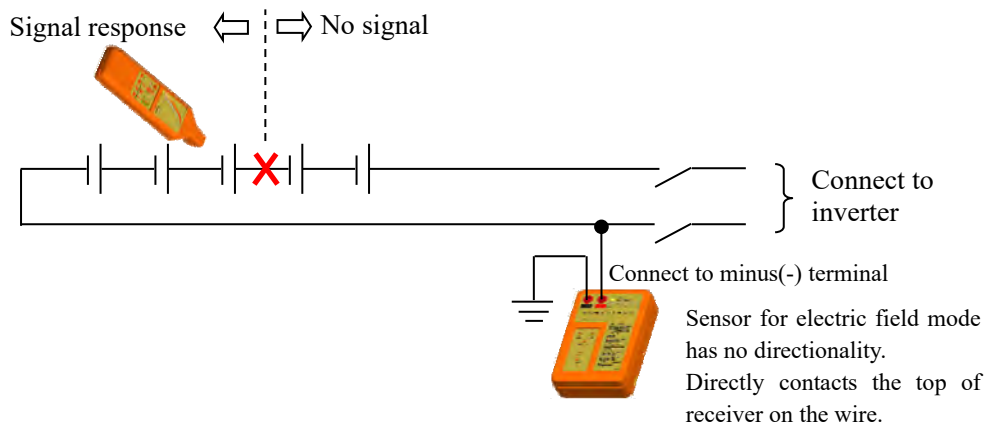 Signal response
No signal
Connect to
inverter
Connect to minus(-) terminal
Sensor for electric field mode
has no directionality.
Directly contacts the top of
receiver on the wire.